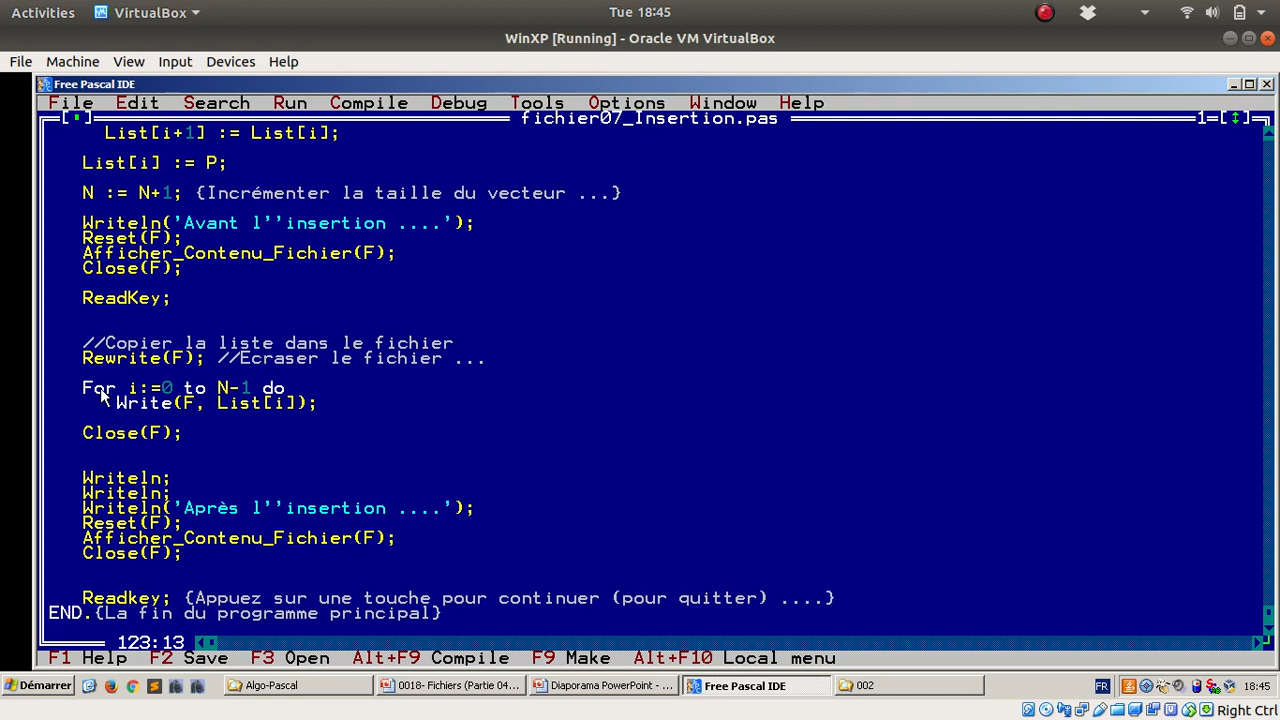 Activities VirtualBox Tue 18:45
WinXP [Running] - Oracle VM VirtualBox
File Machine View Input Devices Help
Free Pascal IDE
File Edit Search Run Compile Debug Tools Options Window Help
fichier07_Insertion.pas 1
List[i+1] := List[i];
List[i] := P;
N := N+1; {Incrémenter la taille du vecteur ...}
Writeln('Avant l''insertion ....');
Reset(F);
Afficher_Contenu_Fichier(F);
Close(F);
ReadKey;
//Copier la liste dans le fichier
Rewrite(F); //Ecraser le fichier ...
For i:=0 to N-1 do
Write(F, List[i]);
Close(F);
Writeln;
Writeln;
Writeln('Après l''insertion ....');
Reset(F);
Afficher_Contenu_Fichier(F);
Close(F);
Readkey; {Appuez sur une touche pour continuer (pour quitter) ....}
END.{La fin du programme principal}
123:13
F1 Help F2 Save F3 Open Alt+F9 Compile F9 Make Alt+F10 Local menu
Démarrer Algo-Pascal 0018- Fichiers (Partie 04... Diaporama PowerPoint - ... Free Pascal IDE 002 FR 18:45
Right Ctrl